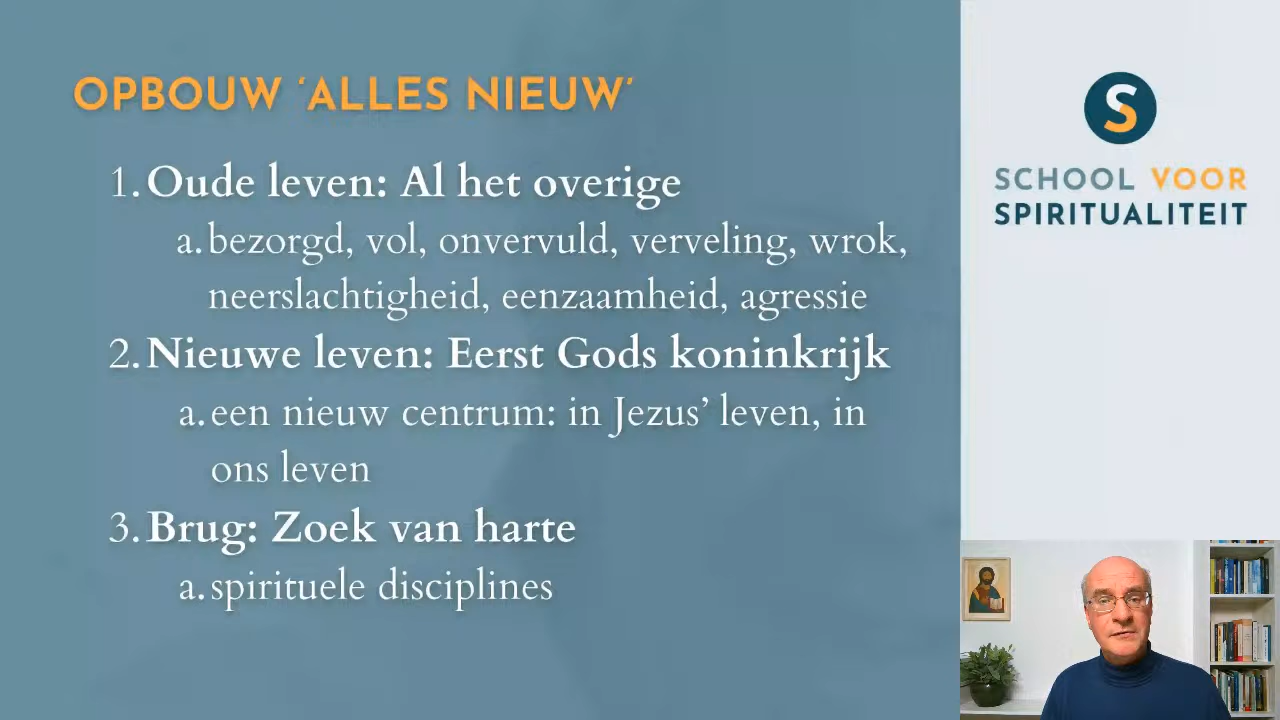 OPBOUW ‘ALLES NIEUW’
1. Oude leven: Al het overige
a. bezorgd, vol, onvervuld, verveling, wrok,
neerslachtigheid, eenzaamheid, agressie
2. Nieuwe leven: Eerst Gods koninkrijk
a. een nieuw centrum: in Jezus’ leven, in
ons leven
3. Brug: Zoek van harte
a. spirituele disciplines
S
SCHOOL VOOR
SPIRITUALITEIT